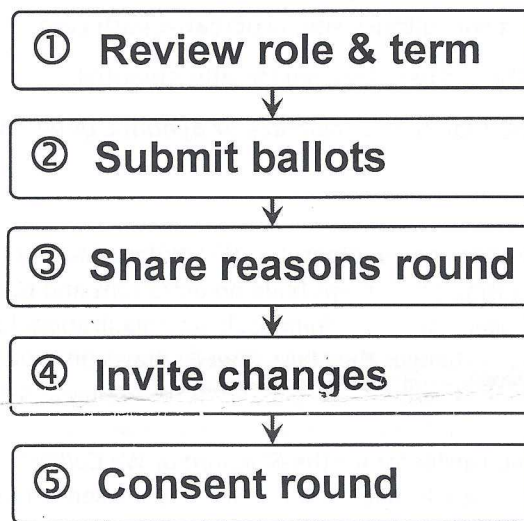 ① Review role & term
② Submit ballots
③ Share reasons round
④ Invite changes
⑤ Consent round